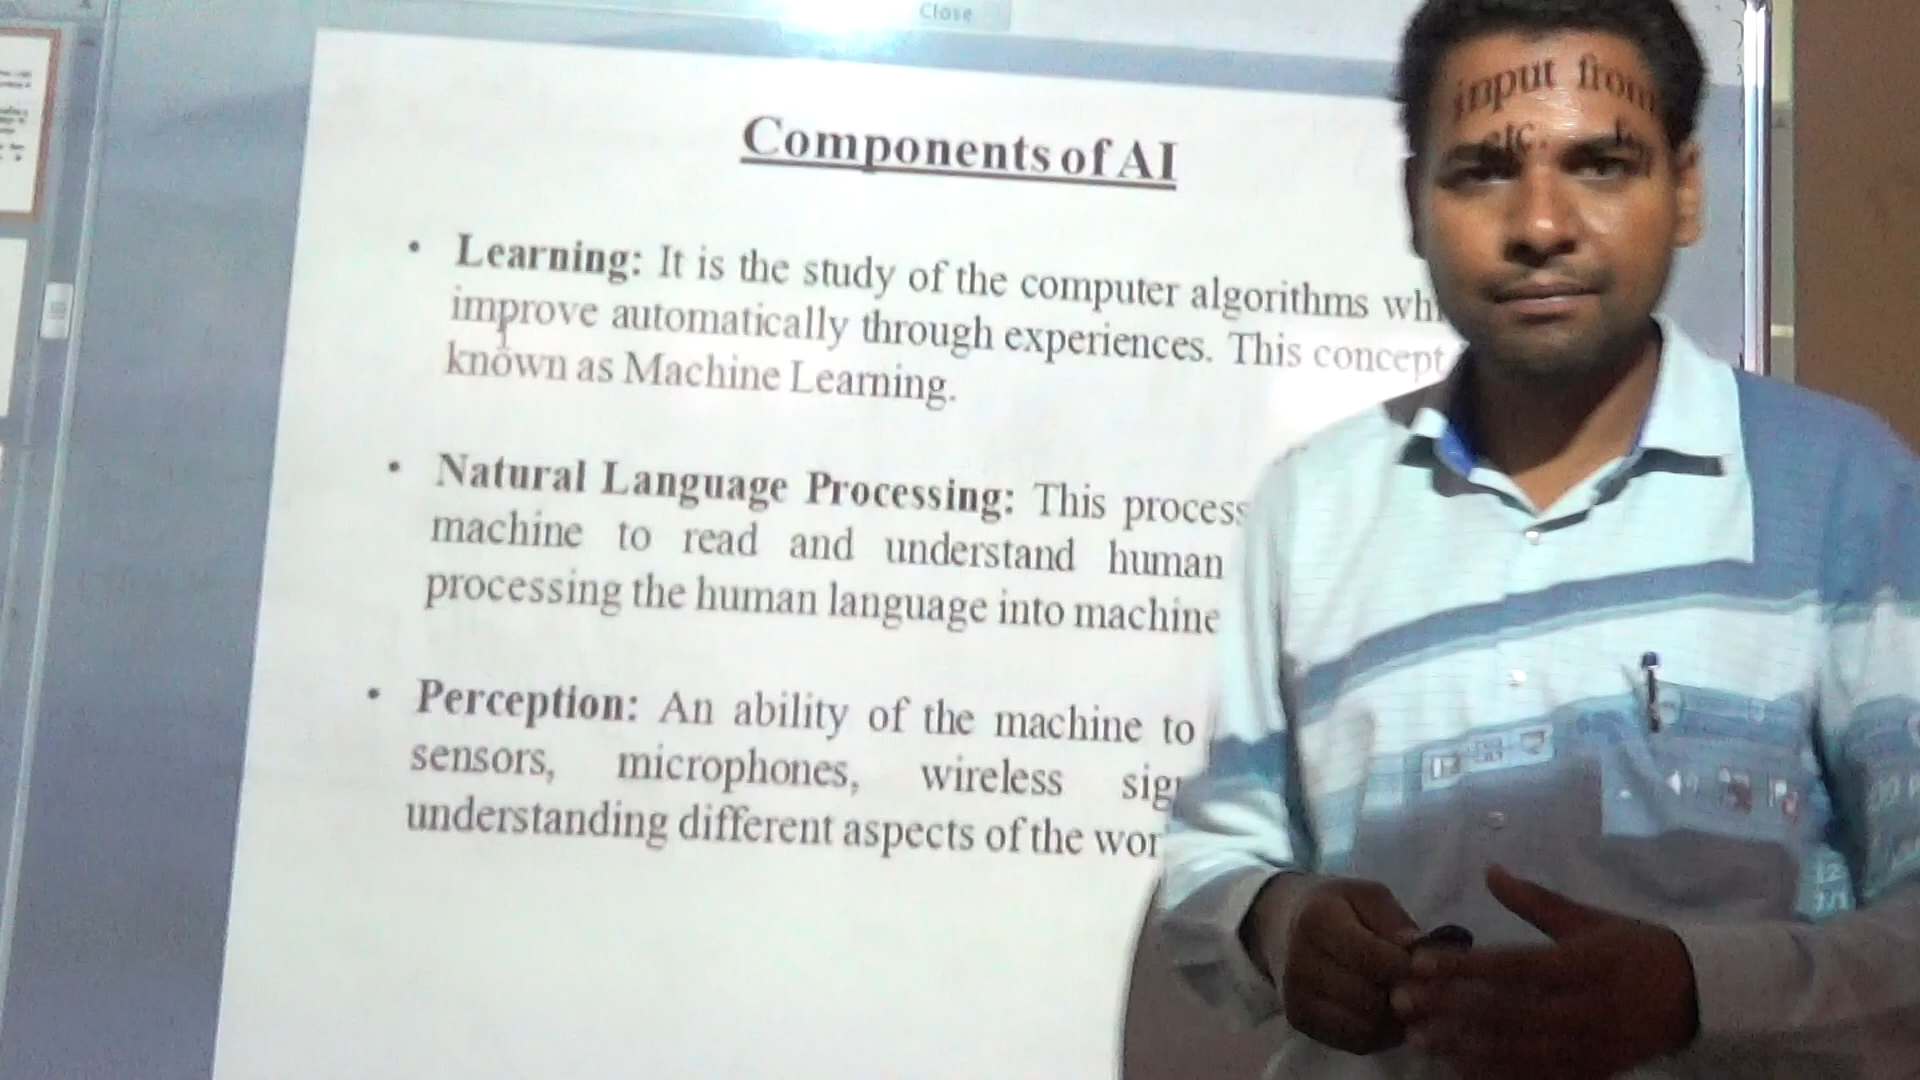 Close
Components of AI
• Learning: It is the study of the computer algorithms whi
improve automatically through experiences. This concept
known as Machine Learning.
• Natural Language Processing: This process
machine to read and understand human
processing the human language into machine
• Perception: An ability of the machine to
input from
sensors, microphones, wireless sig
etc.
understanding different aspects of the wor